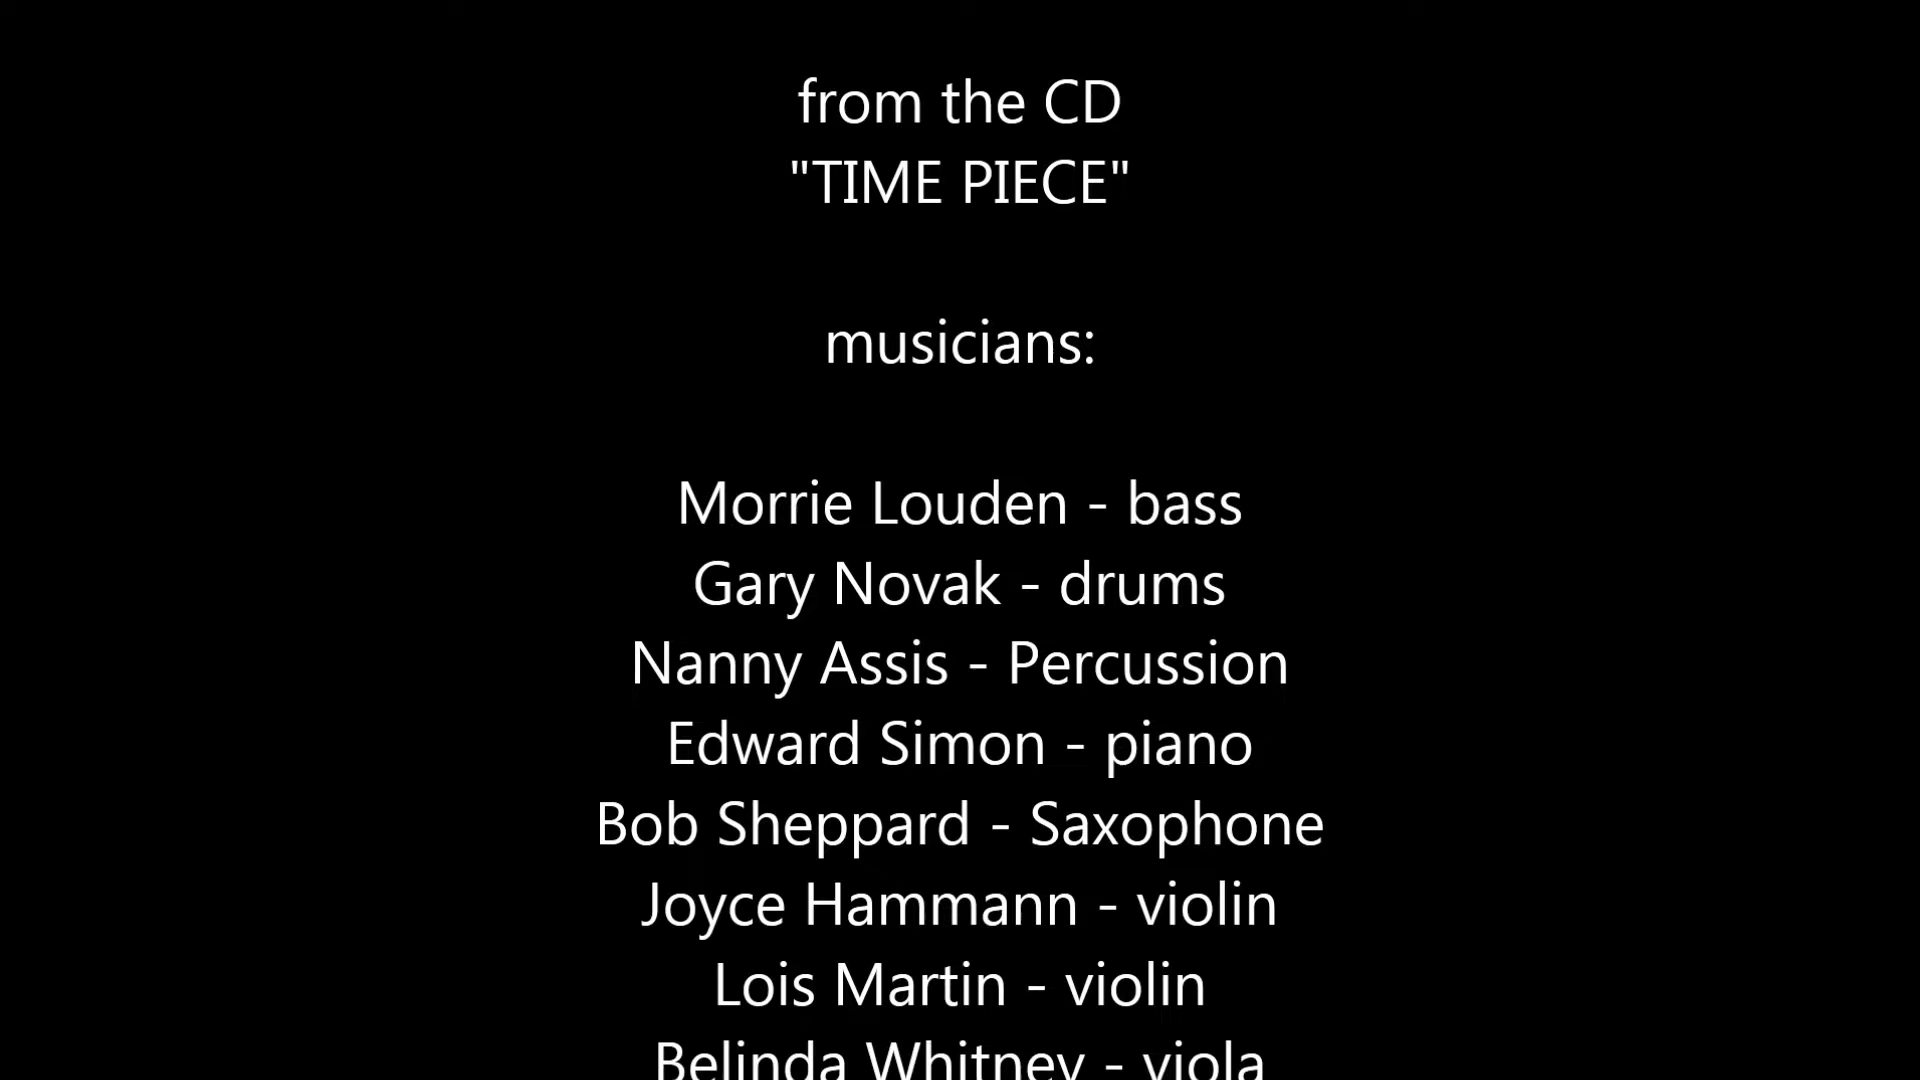 from the CD
"TIME PIECE"
musicians:
Morrie Louden - bass
Gary Novak - drums
Nanny Assis - Percussion
Edward Simon - piano
Bob Sheppard - Saxophone
Joyce Hammann - violin
Lois Martin - violin
Belinda Whitney - viola